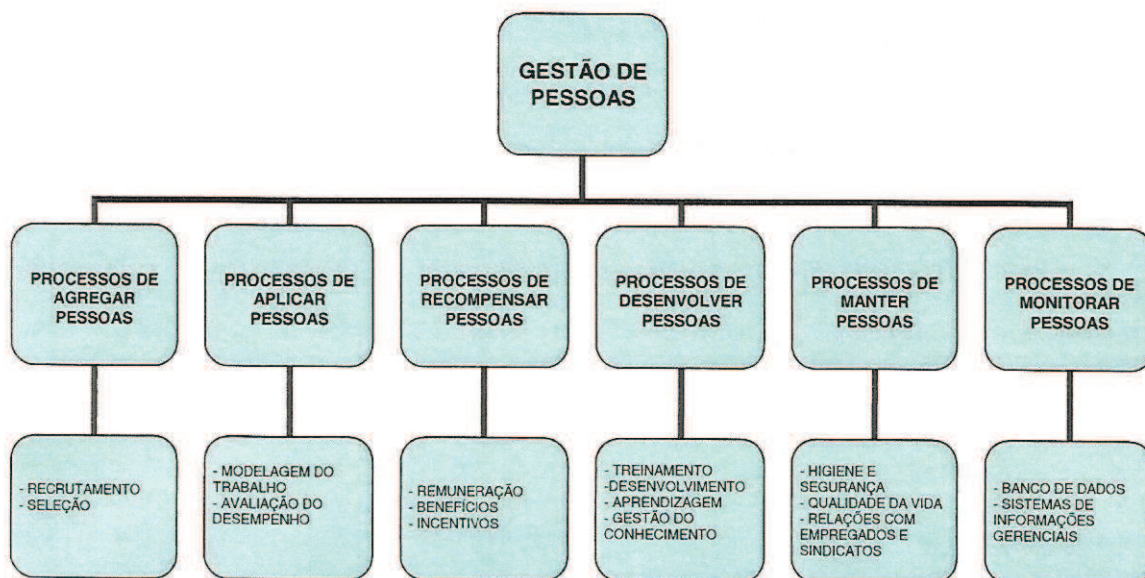 GESTÃO DE
PESSOAS
PROCESSOS DE
AGREGAR
PESSOAS
PROCESSOS DE
APLICAR
PESSOAS
PROCESSOS DE
RECOMPENSAR
PESSOAS
PROCESSOS DE
DESENVOLVER
PESSOAS
PROCESSOS DE
MANTER
PESSOAS
PROCESSOS DE
MONITORAR
PESSOAS
- RECRUTAMENTO
- SELEÇÃO
- MODELAGEM DO
TRABALHO
- AVALIAÇÃO DO
DESEMPENHO
- REMUNERAÇÃO
- BENEFÍCIOS
- INCENTIVOS
- TREINAMENTO
-DESENVOLVIMENTO
- APRENDIZAGEM
- GESTÃO DO
CONHECIMENTO
- HIGIENE E
SEGURANÇA
- QUALIDADE DA VIDA
- RELAÇÕES COM
EMPREGADOS E
SINDICATOS
- BANCO DE DADOS
- SISTEMAS DE
INFORMAÇÕES
GERENCIAIS